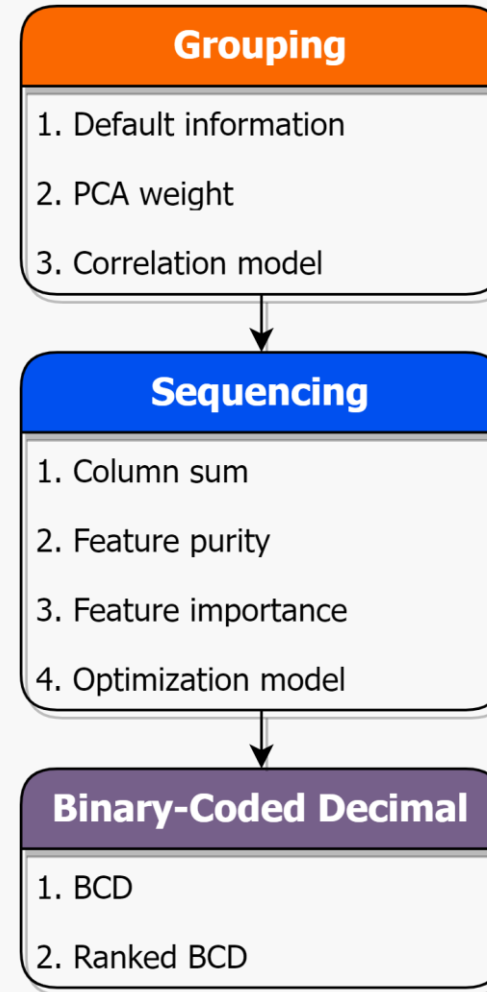 Grouping
1. Default information
2. PCA weight
3. Correlation model
Sequencing
1. Column sum
2. Feature purity
3. Feature importance
4. Optimization model
Binary-Coded Decimal
1. BCD
2. Ranked BCD